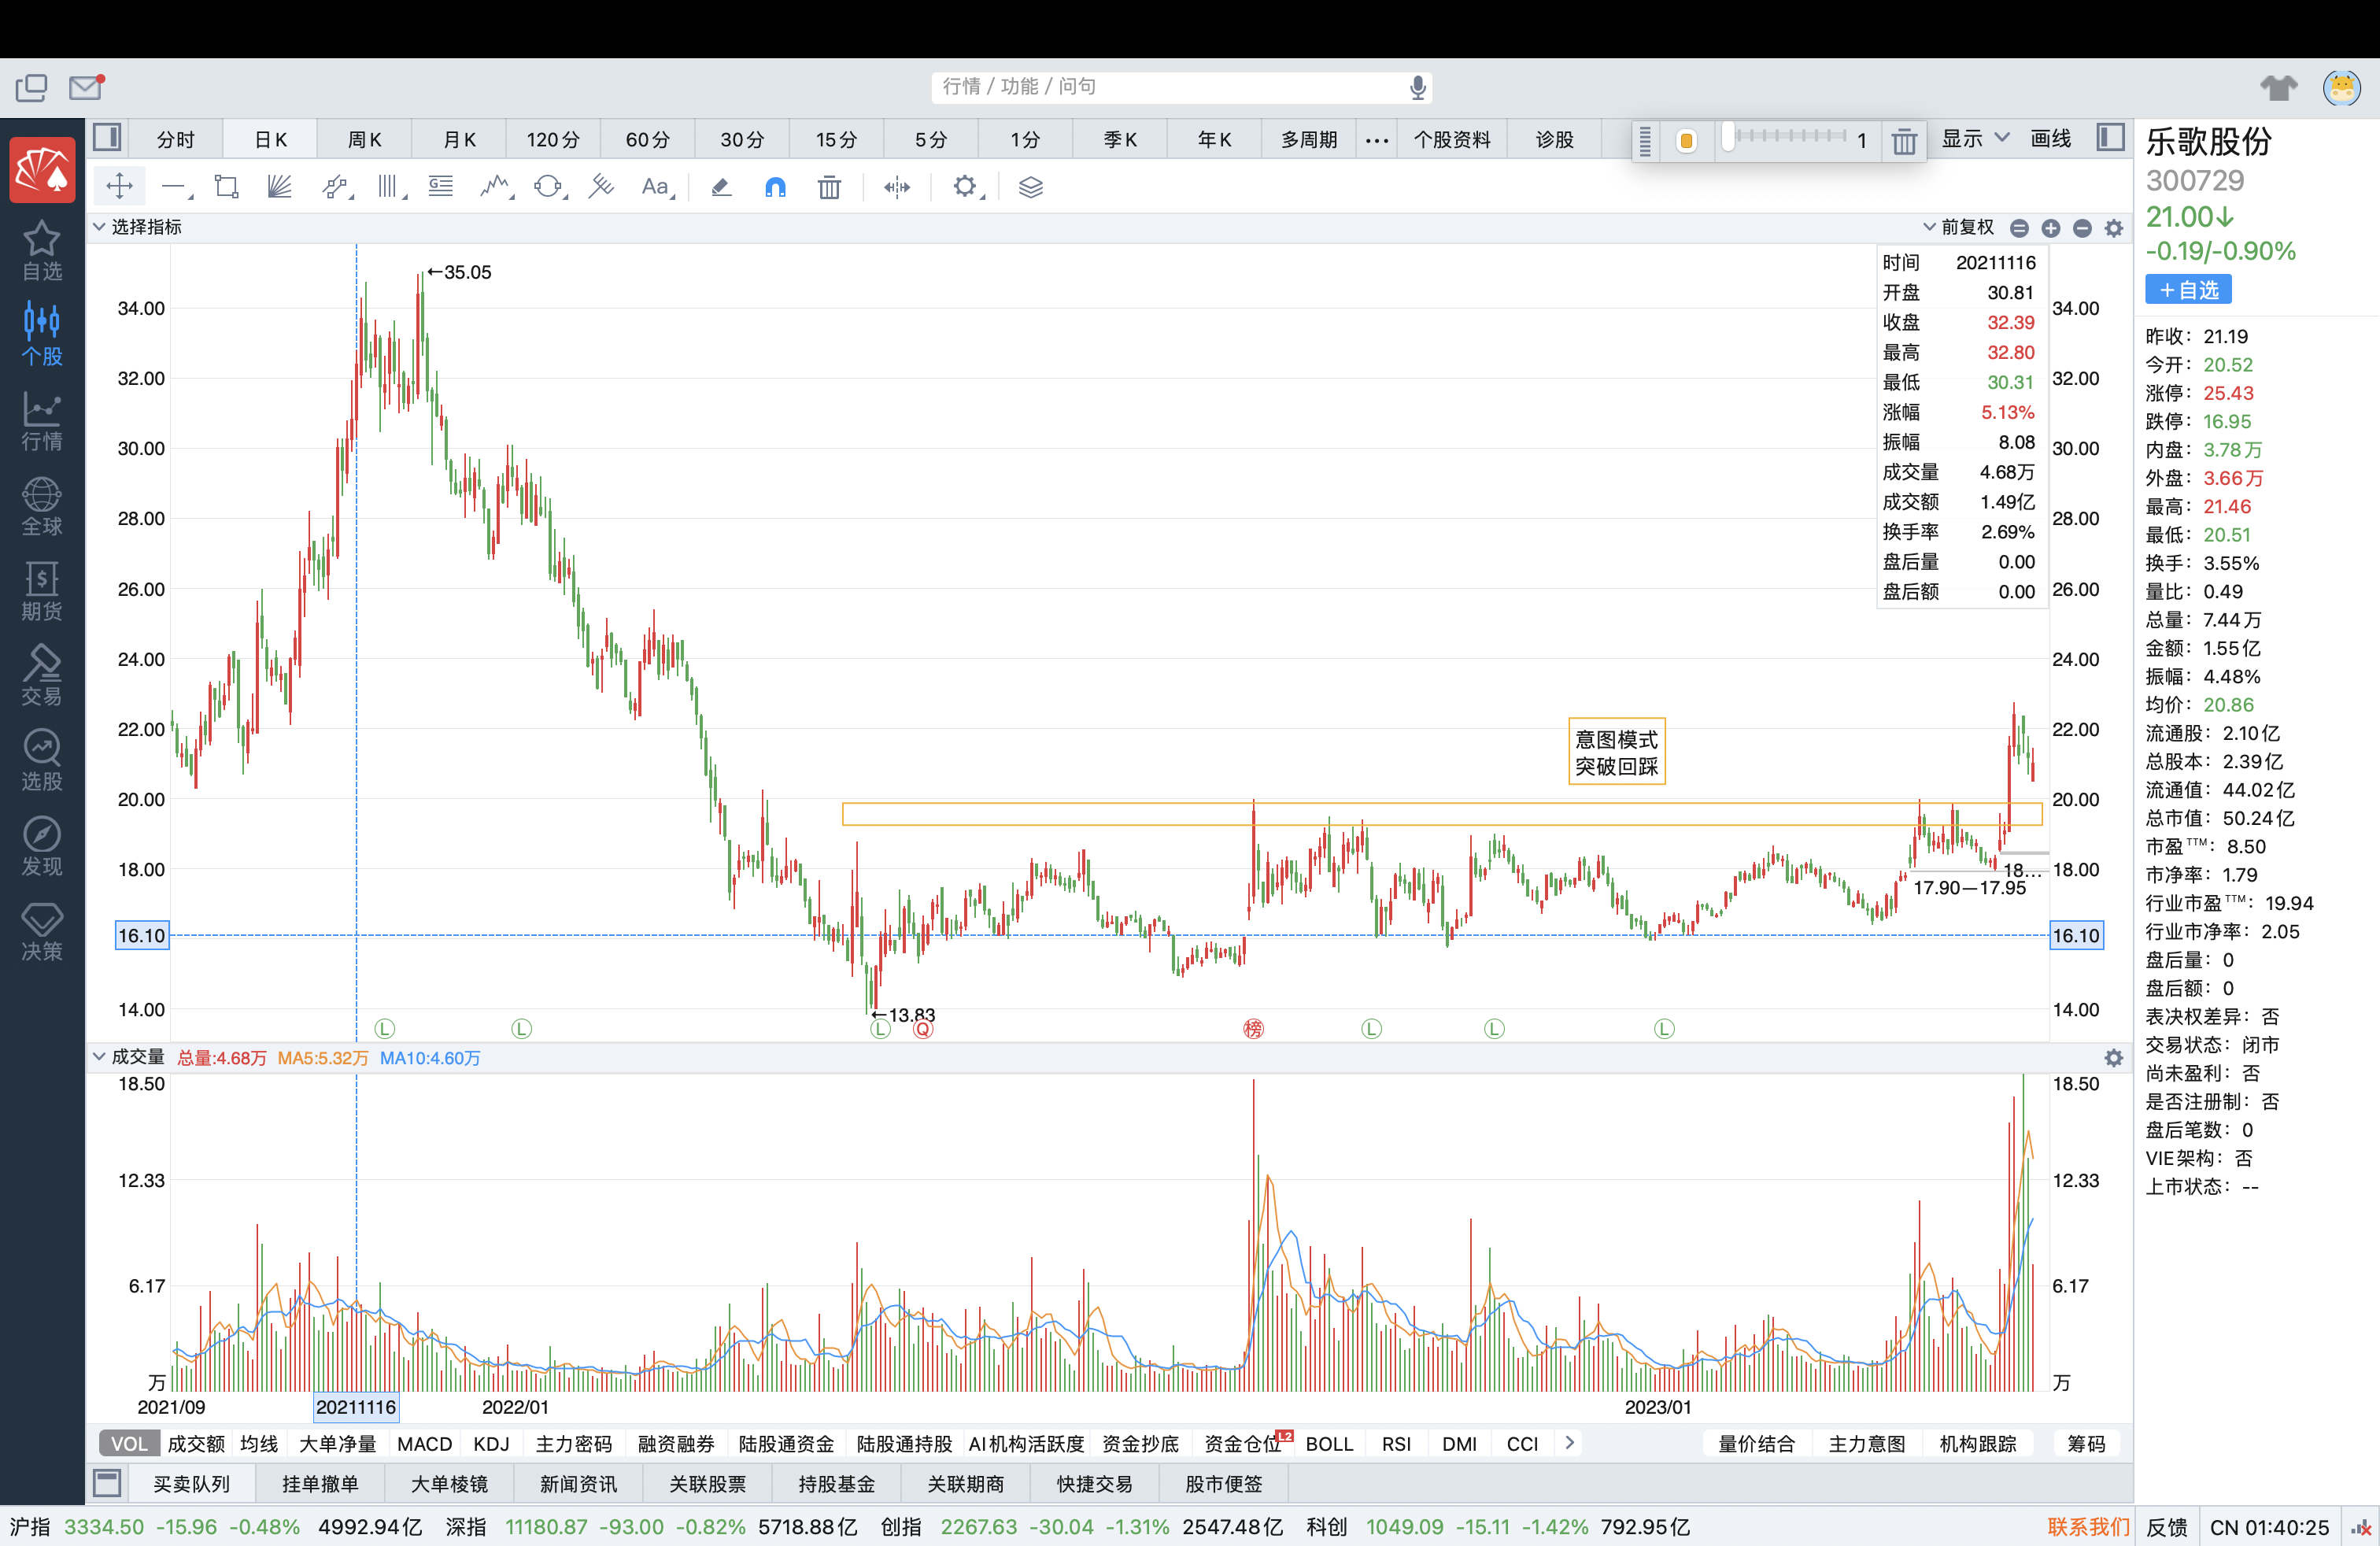 行情 / 功能 / 问句
分时 日K 周K 月K 120分 60分 30分 15分 5分 1分 季K 年K 多周期 ··· 个股资料 诊股 1 显示 画线
Aa
选择指标 前复权
自选
个股
行情
全球
期货
交易
选股
发现
决策
34.00
32.00
30.00
28.00
26.00
24.00
22.00
20.00
18.00
16.10
14.00
←35.05
←13.83
意图模式
突破回踩
18...
17.90—17.95
L L L Q 榜 L L L
时间 20211116
开盘 30.81
收盘 32.39
最高 32.80
最低 30.31
涨幅 5.13%
振幅 8.08
成交量 4.68万
成交额 1.49亿
换手率 2.69%
盘后量 0.00
盘后额 0.00
34.00
32.00
30.00
28.00
26.00
24.00
22.00
20.00
18.00
16.10
14.00
成交量 总量:4.68万 MA5:5.32万 MA10:4.60万
18.50 18.50
12.33 12.33
6.17 6.17
万 万
2021/09 20211116 2022/01 2023/01
VOL 成交额 均线 大单净量 MACD KDJ 主力密码 融资融券 陆股通资金 陆股通持股 AI机构活跃度 资金抄底 资金仓位 L2 BOLL RSI DMI CCI 量价结合 主力意图 机构跟踪 筹码
买卖队列 挂单撤单 大单棱镜 新闻资讯 关联股票 持股基金 关联期商 快捷交易 股市便签
乐歌股份
300729
21.00↓
-0.19/-0.90%
＋自选
昨收：21.19
今开：20.52
涨停：25.43
跌停：16.95
内盘：3.78万
外盘：3.66万
最高：21.46
最低：20.51
换手：3.55%
量比：0.49
总量：7.44万
金额：1.55亿
振幅：4.48%
均价：20.86
流通股：2.10亿
总股本：2.39亿
流通值：44.02亿
总市值：50.24亿
市盈TTM：8.50
市净率：1.79
行业市盈TTM：19.94
行业市净率：2.05
盘后量：0
盘后额：0
表决权差异：否
交易状态：闭市
尚未盈利：否
是否注册制：否
盘后笔数：0
VIE架构：否
上市状态：--
沪指 3334.50 -15.96 -0.48% 4992.94亿 深指 11180.87 -93.00 -0.82% 5718.88亿 创指 2267.63 -30.04 -1.31% 2547.48亿 科创 1049.09 -15.11 -1.42% 792.95亿 联系我们 反馈 CN 01:40:25